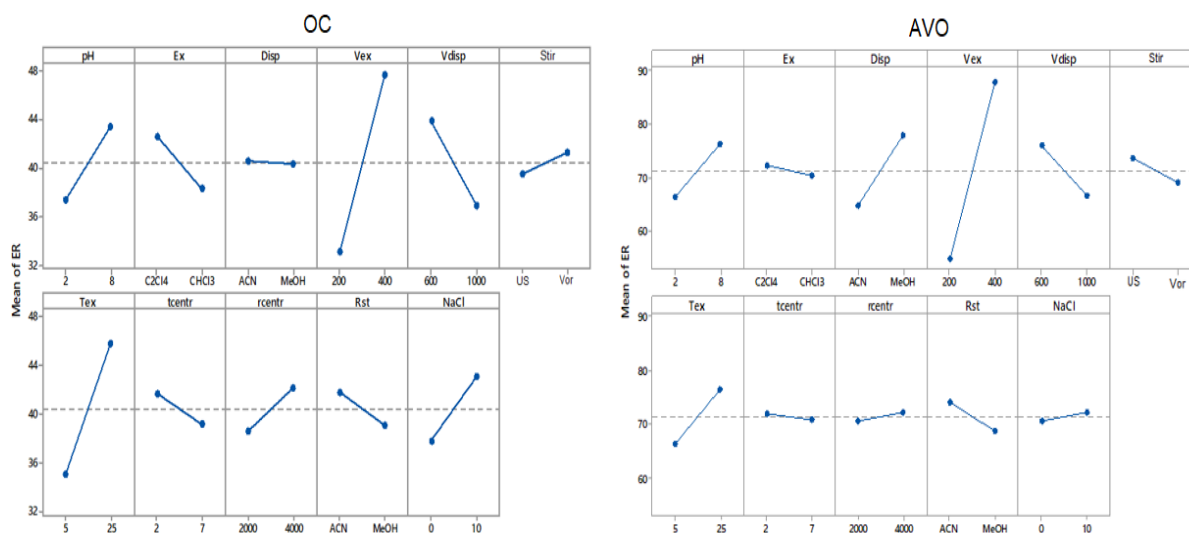 OC
pH Ex Disp Vex Vdisp Stir
48
44
40
36
32
2 8 C2Cl4 CHCl3 ACN MeOH 200 400 600 1000 US Vor
Mean of ER
Tex tcentr rcentr Rst NaCl
48
44
40
36
32
5 25 2 7 2000 4000 ACN MeOH 0 10
AVO
pH Ex Disp Vex Vdisp Stir
90
80
70
60
2 8 C2Cl4 CHCl3 ACN MeOH 200 400 600 1000 US Vor
Mean of ER
Tex tcentr rcentr Rst NaCl
90
80
70
60
5 25 2 7 2000 4000 ACN MeOH 0 10